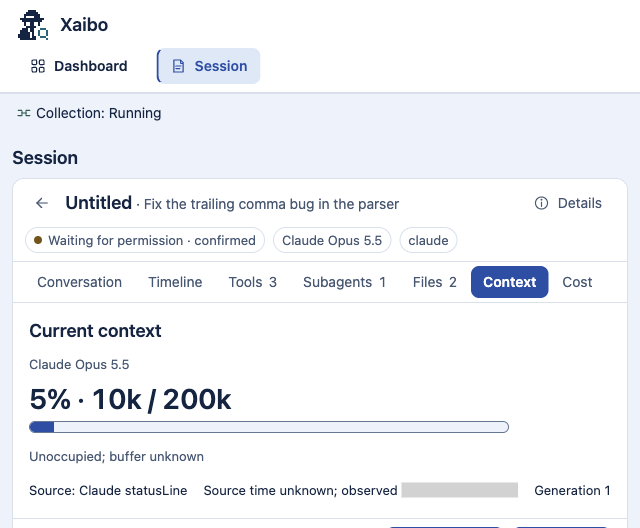 Xaibo
Dashboard Session
Collection: Running
Session
Untitled · Fix the trailing comma bug in the parser Details
Waiting for permission · confirmed Claude Opus 5.5 claude
Conversation Timeline Tools 3 Subagents 1 Files 2 Context Cost
Current context
Claude Opus 5.5
5% · 10k / 200k
Unoccupied; buffer unknown
Source: Claude statusLine Source time unknown; observed Generation 1